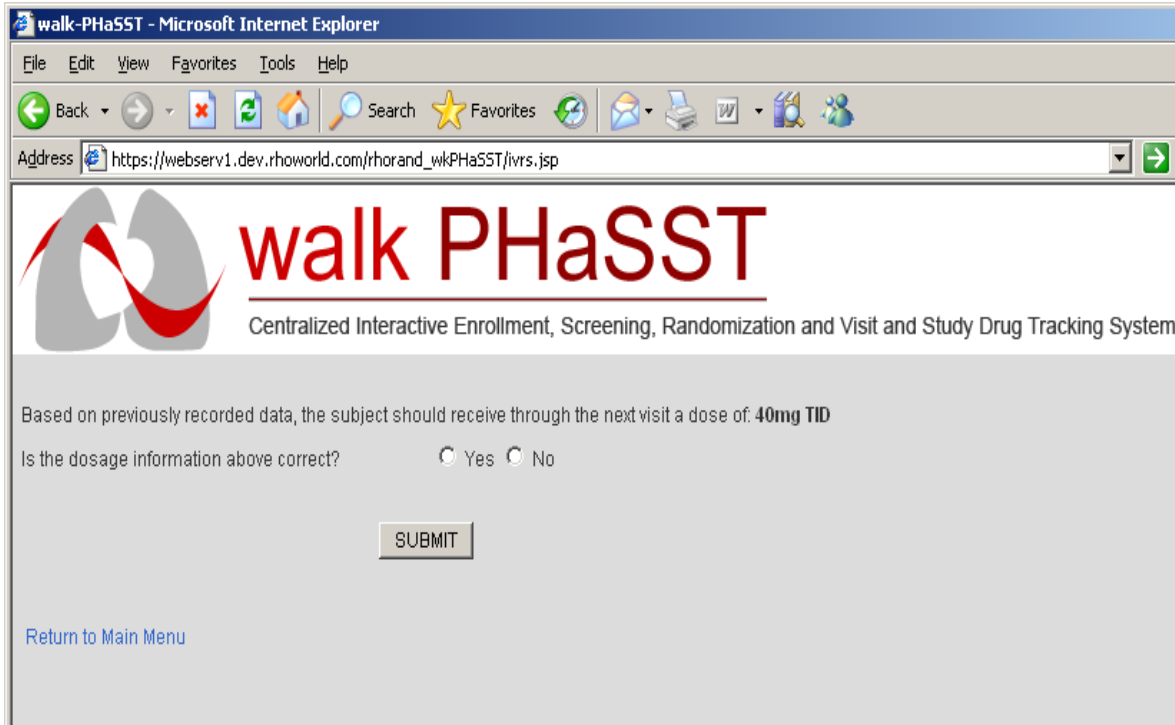 walk-PHaSST - Microsoft Internet Explorer
File Edit View Favorites Tools Help
Back Search Favorites
Address https://webserv1.dev.rhoworld.com/rhorand_wkPHaSST/ivrs.jsp
walk PHaSST
Centralized Interactive Enrollment, Screening, Randomization and Visit and Study Drug Tracking System
Based on previously recorded data, the subject should receive through the next visit a dose of: 40mg TID
Is the dosage information above correct? Yes No
SUBMIT
Return to Main Menu